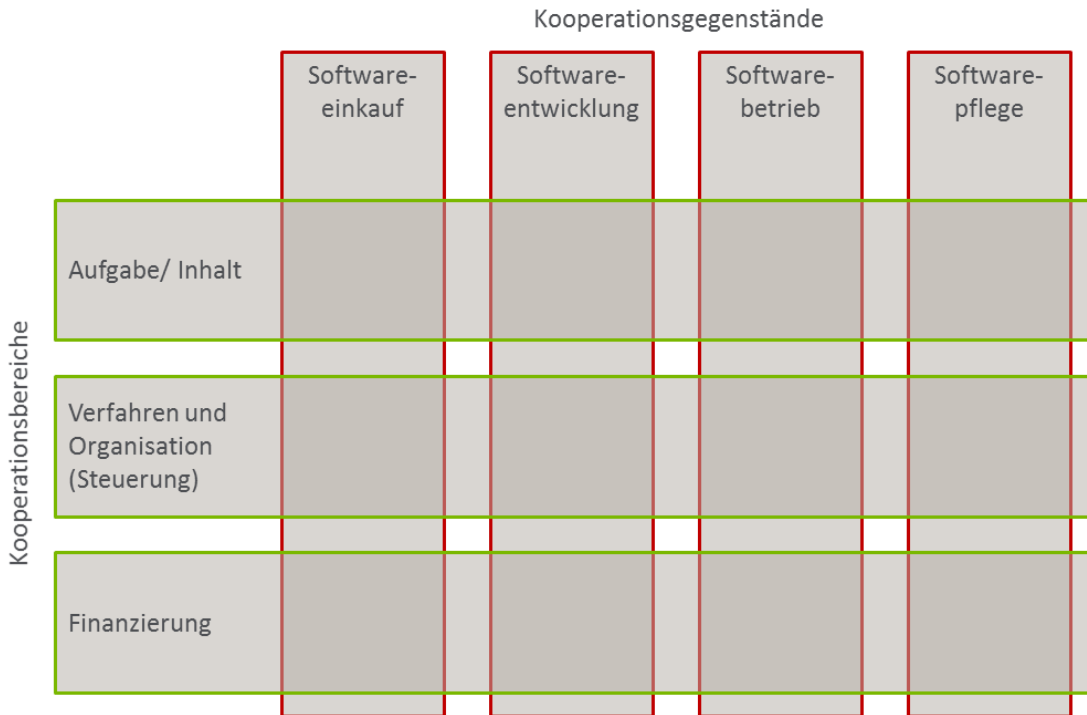 Kooperationsgegenstände
Software-
einkauf
Software-
entwicklung
Software-
betrieb
Software-
pflege
Kooperationsbereiche
Aufgabe/ Inhalt
Verfahren und
Organisation
(Steuerung)
Finanzierung